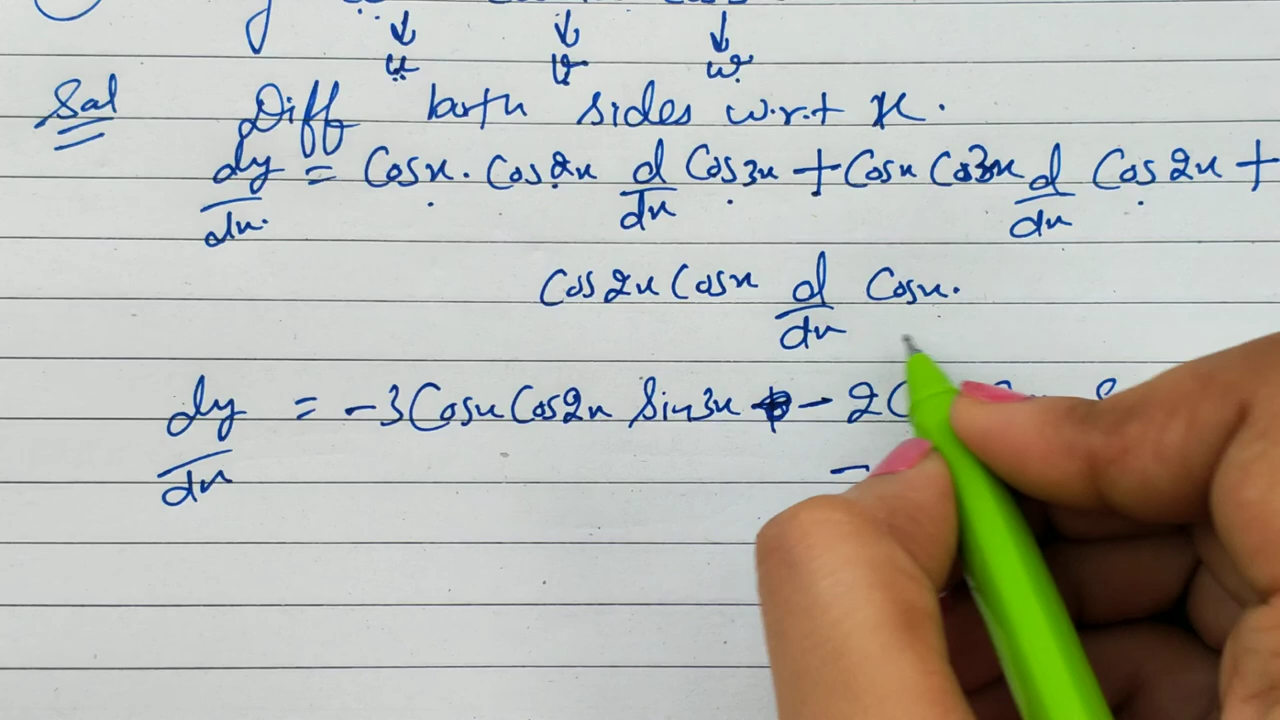 u v w
Sol Diff both sides w.r.t x.
dy/dx = Cosx. Cos2x d/dx Cos3x + Cosx Cos3x d/dx Cos2x +
Cos2x Cosx d/dx Cosx.
dy/dx = -3Cosx Cos2x Sin3x - 2
-